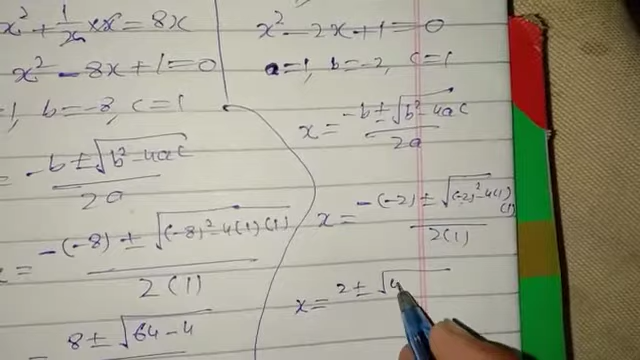 x² + 1/x × x = 8x
x² - 8x + 1 = 0
=1, b = -8, c = 1
= -b ± √b² - 4ac / 2a
= -(-8) ± √(-8)² - 4(1)(1) / 2(1)
8 ± √64 - 4
x² - 2x + 1 = 0
a = 1, b = -2, c = 1
x = -b ± √b² - 4ac / 2a
x = -(-2) ± √(-2)² - 4(1)(1) / 2(1)
x = 2 ± √4